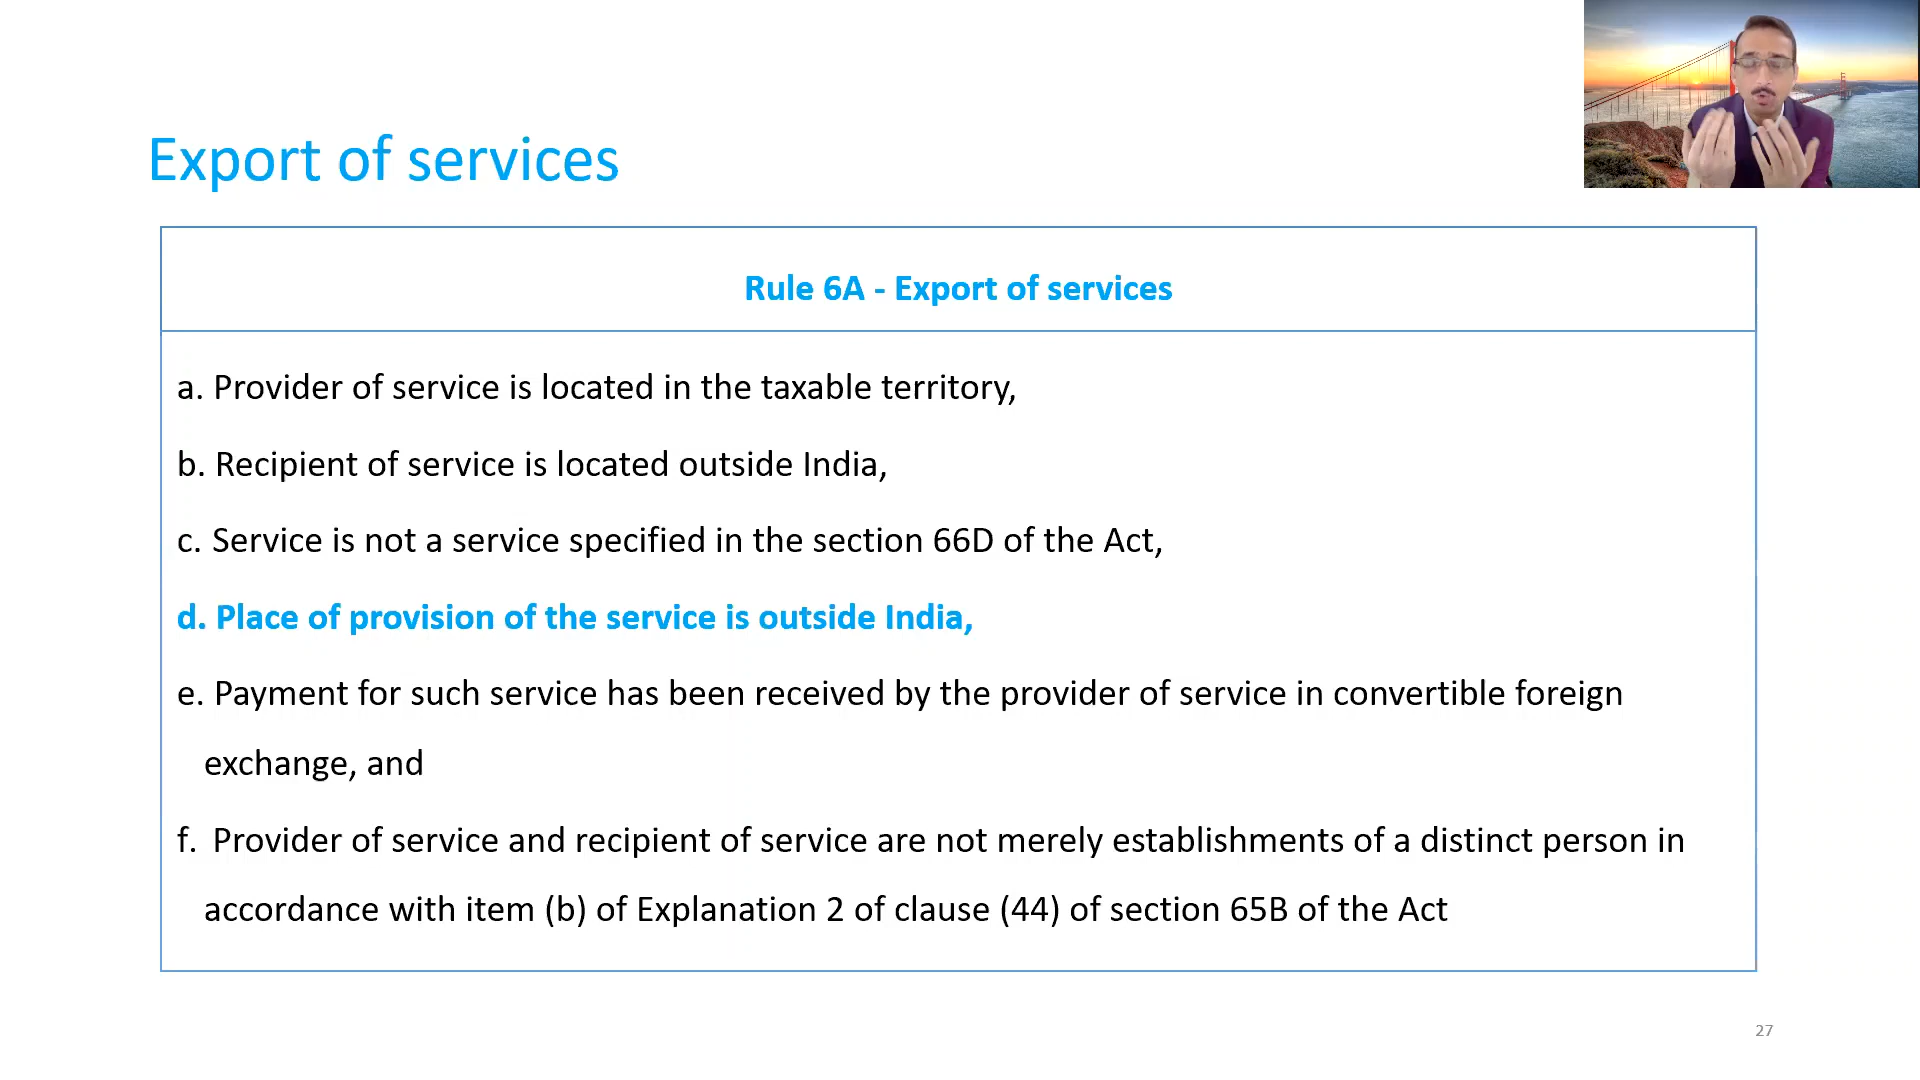 Export of services
Rule 6A - Export of services
a. Provider of service is located in the taxable territory,
b. Recipient of service is located outside India,
c. Service is not a service specified in the section 66D of the Act,
d. Place of provision of the service is outside India,
e. Payment for such service has been received by the provider of service in convertible foreign
exchange, and
f. Provider of service and recipient of service are not merely establishments of a distinct person in
accordance with item (b) of Explanation 2 of clause (44) of section 65B of the Act
27